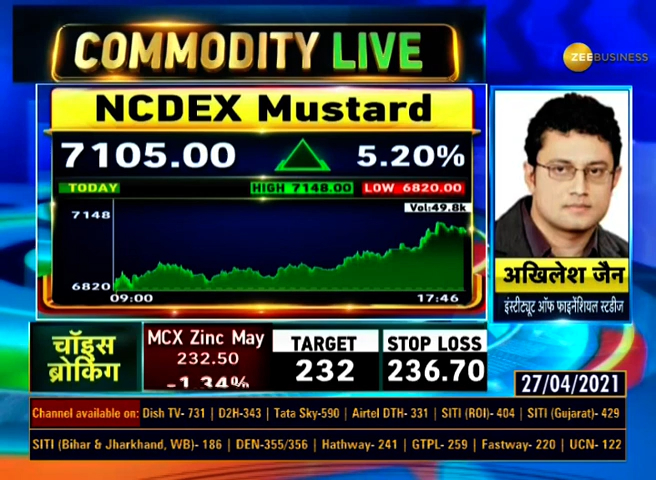 COMMODITY LIVE
ZEEBUSINESS
NCDEX Mustard
7105.00 5.20%
TODAY HIGH 7148.00 LOW 6820.00
Vol:49.8k
7148
6820
09:00 17:46
अखिलेश जैन
इंस्टीट्यूट ऑफ फाइनेंशियल स्टडीज
चॉइस
ब्रोकिंग
MCX Zinc May
232.50
-1.34%
TARGET
232
STOP LOSS
236.70
27/04/2021
Channel available on: Dish TV- 731 | D2H-343 | Tata Sky-590 | Airtel DTH- 331 | SITI (ROI)- 404 | SITI (Gujarat)- 429
SITI (Bihar & Jharkhand, WB)- 186 | DEN-355/356 | Hathway- 241 | GTPL- 259 | Fastway- 220 | UCN- 122